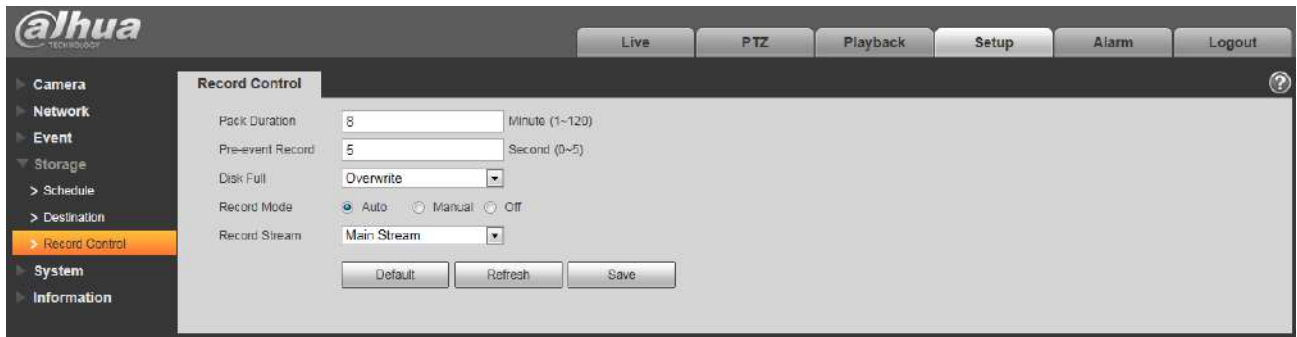 alhua
TECHNOLOGY
Live PTZ Playback Setup Alarm Logout
Camera
Network
Event
Storage
> Schedule
> Destination
> Record Control
System
Information
Record Control
?
Pack Duration 8 Minute (1~120)
Pre-event Record 5 Second (0~5)
Disk Full Overwrite
Record Mode Auto Manual Off
Record Stream Main Stream
Default Refresh Save